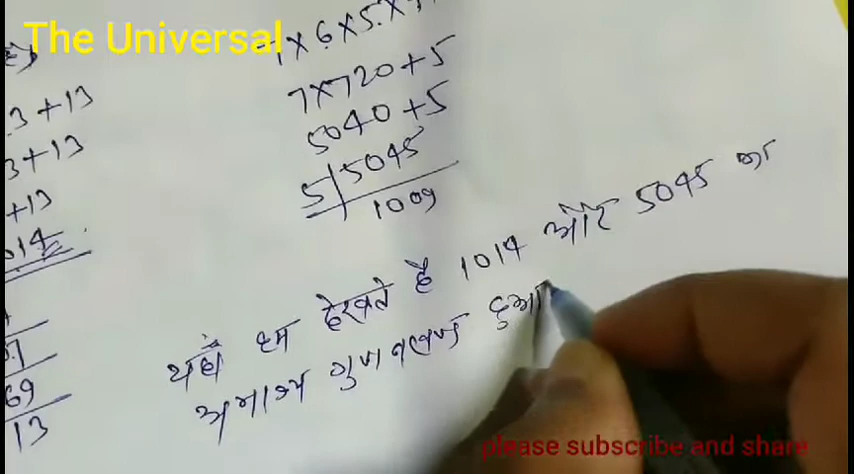 The Universal
7×6×5×
.3+13
7×720+5
3+13
5040+5
+13
5|5045
014
1009
69
13
यहाँ हम देखते है 1014 और 5045 का
अभाज्य गुणनखण्ड हुआ
please subscribe and share